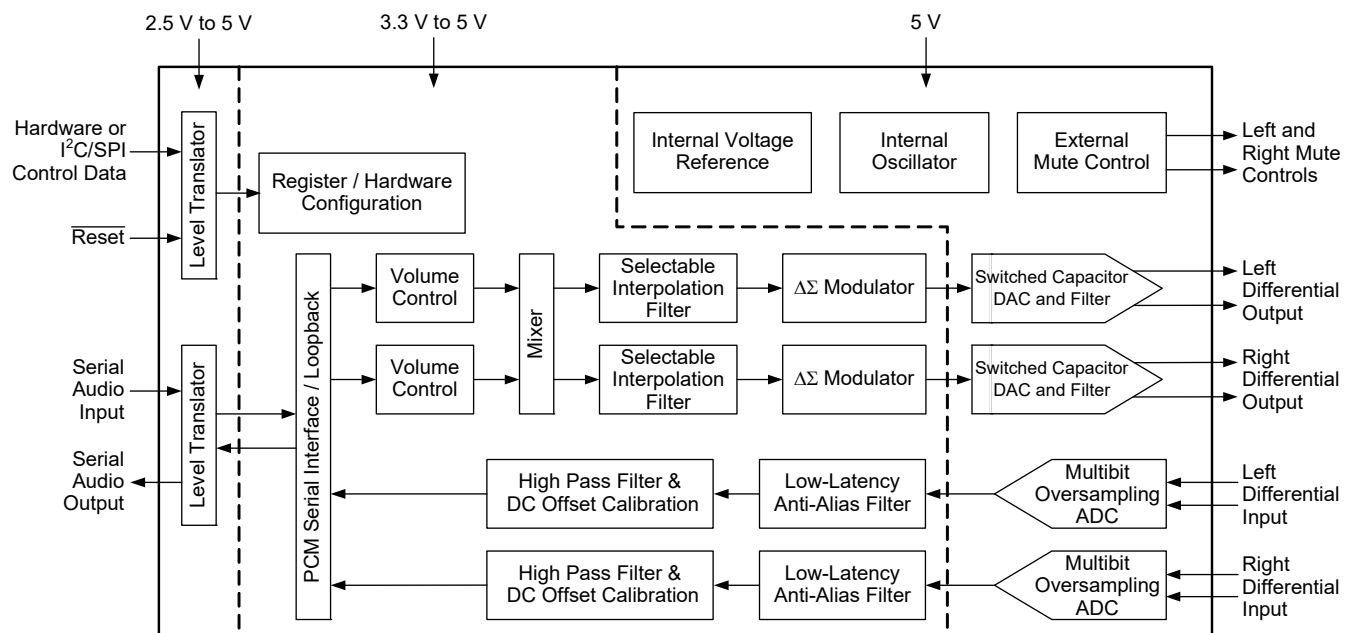 2.5 V to 5 V
3.3 V to 5 V
5 V
Hardware or
I²C/SPI
Control Data
Reset
Level Translator
Register / Hardware
Configuration
Internal Voltage
Reference
Internal
Oscillator
External
Mute Control
Left and
Right Mute
Controls
Serial
Audio
Input
Serial
Audio
Output
Level Translator
PCM Serial Interface / Loopback
Volume
Control
Volume
Control
Mixer
Selectable
Interpolation
Filter
Selectable
Interpolation
Filter
ΔΣ Modulator
ΔΣ Modulator
Switched Capacitor
DAC and Filter
Switched Capacitor
DAC and Filter
Left
Differential
Output
Right
Differential
Output
High Pass Filter &
DC Offset Calibration
Low-Latency
Anti-Alias Filter
Multibit
Oversampling
ADC
Left
Differential
Input
High Pass Filter &
DC Offset Calibration
Low-Latency
Anti-Alias Filter
Multibit
Oversampling
ADC
Right
Differential
Input